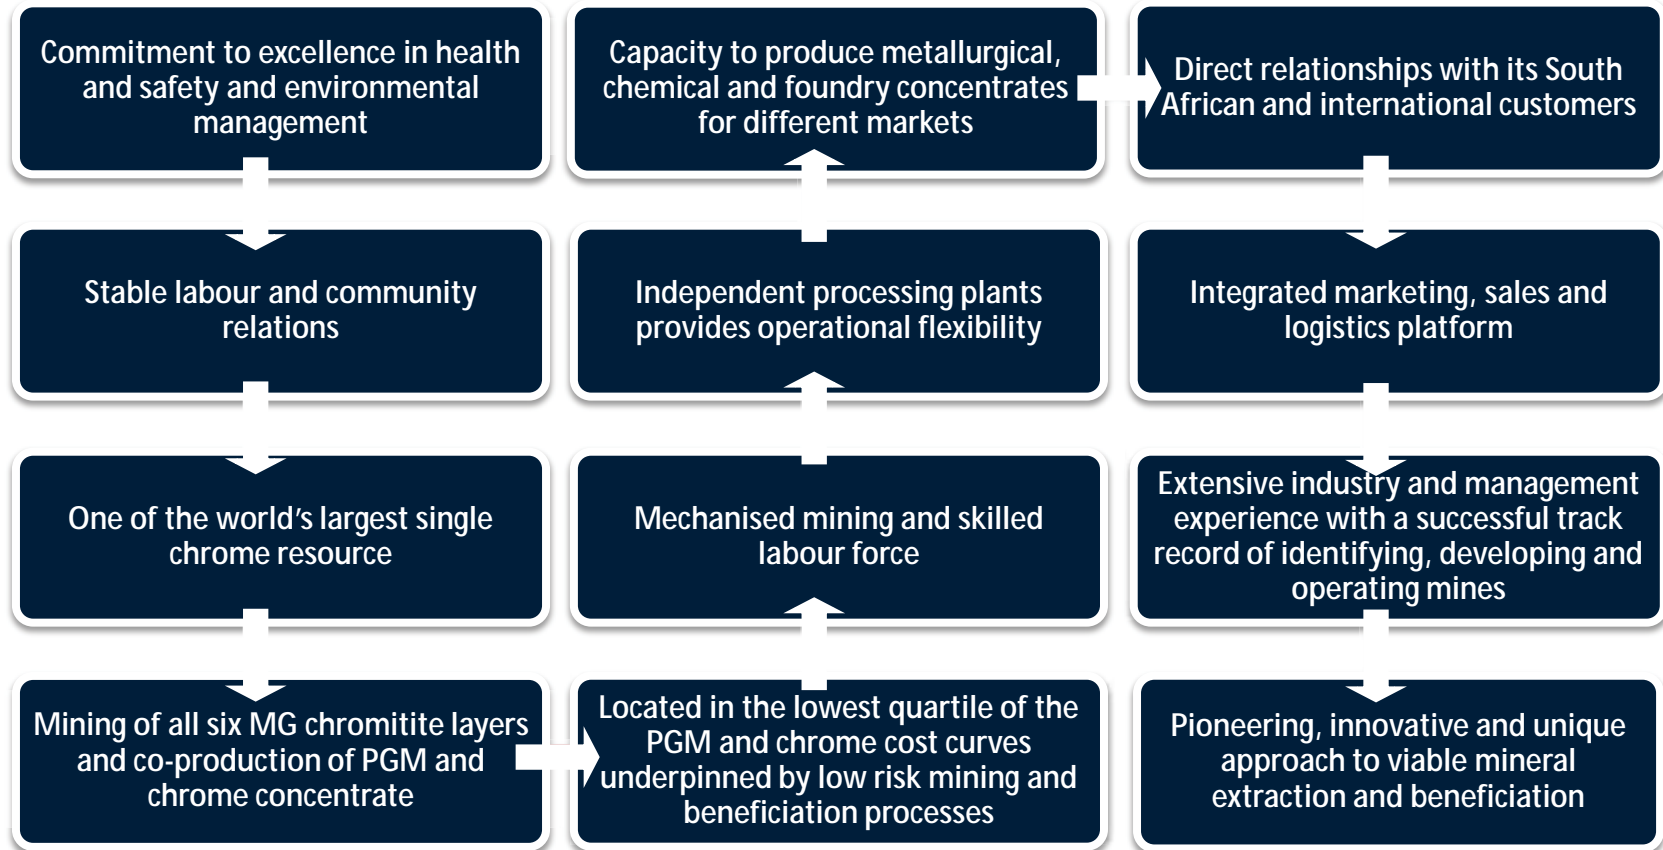 Commitment to excellence in health
and safety and environmental
management
Stable labour and community
relations
One of the world's largest single
chrome resource
Mining of all six MG chromitite layers
and co-production of PGM and
chrome concentrate
Located in the lowest quartile of the
PGM and chrome cost curves
underpinned by low risk mining and
beneficiation processes
Mechanised mining and skilled
labour force
Independent processing plants
provides operational flexibility
Capacity to produce metallurgical,
chemical and foundry concentrates
for different markets
Direct relationships with its South
African and international customers
Integrated marketing, sales and
logistics platform
Extensive industry and management
experience with a successful track
record of identifying, developing and
operating mines
Pioneering, innovative and unique
approach to viable mineral
extraction and beneficiation